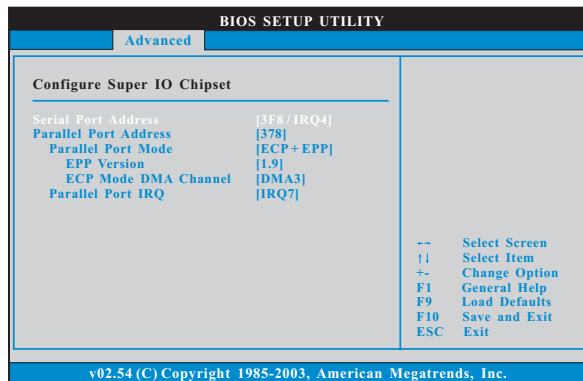 BIOS SETUP UTILITY
Advanced
Configure Super IO Chipset
Serial Port Address [3F8 / IRQ4]
Parallel Port Address [378]
Parallel Port Mode [ECP + EPP]
EPP Version [1.9]
ECP Mode DMA Channel [DMA3]
Parallel Port IRQ [IRQ7]
←→ Select Screen
↑↓ Select Item
+- Change Option
F1 General Help
F9 Load Defaults
F10 Save and Exit
ESC Exit
v02.54 (C) Copyright 1985-2003, American Megatrends, Inc.